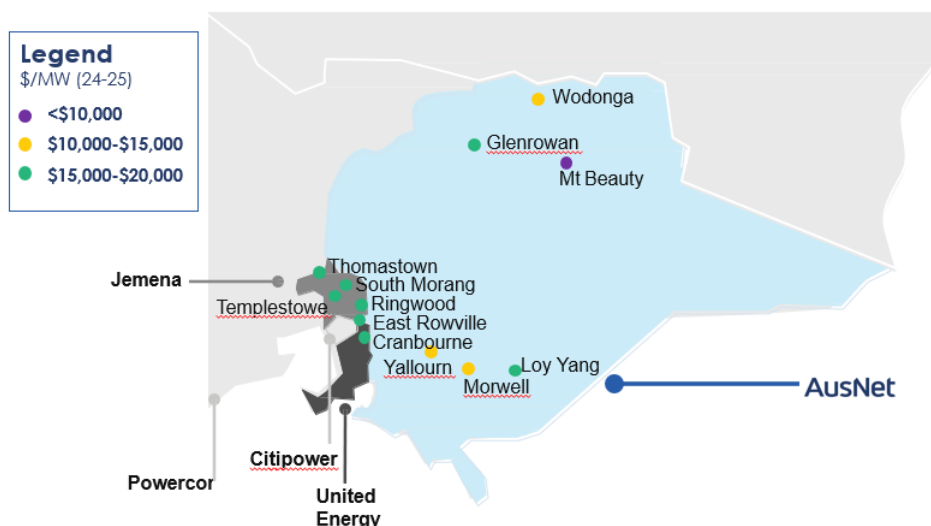 Legend
$/MW (24-25)
<$10,000
$10,000-$15,000
$15,000-$20,000
Wodonga
Glenrowan
Mt Beauty
Jemena
Thomastown
South Morang
Templestowe
Ringwood
East Rowville
Cranbourne
Yallourn
Loy Yang
Morwell
AusNet
Citipower
Powercor
United
Energy